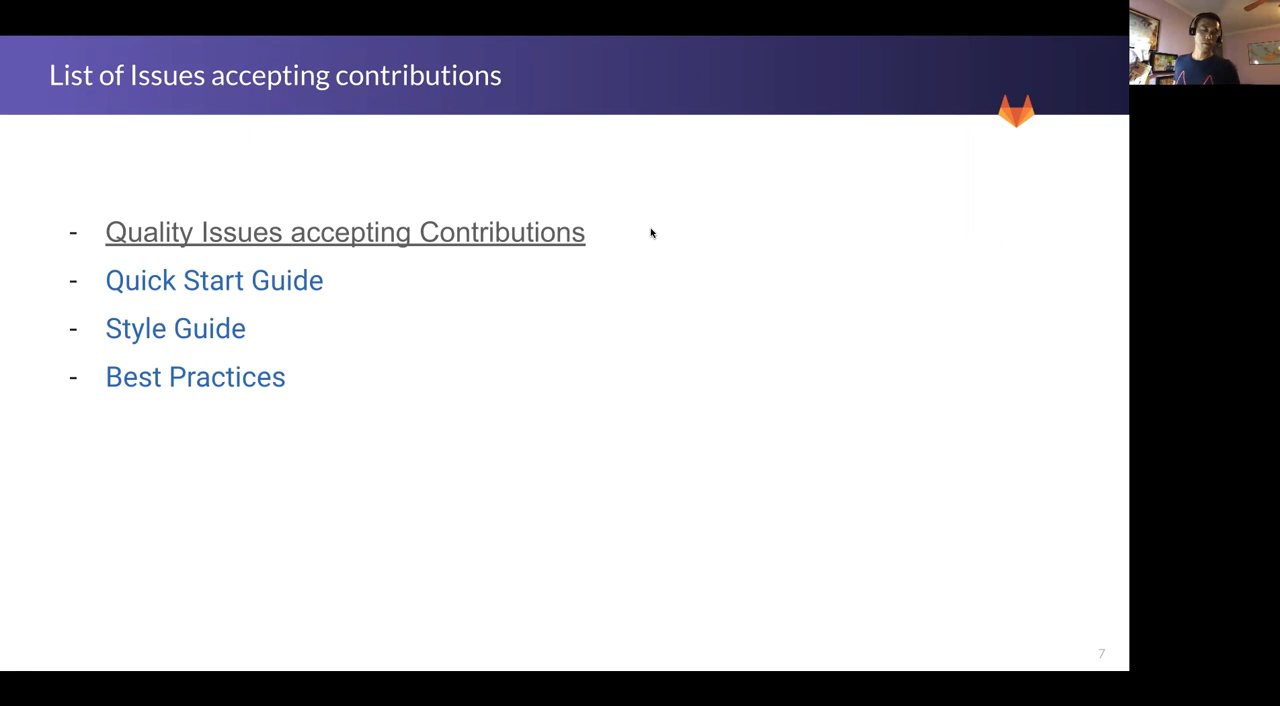 List of Issues accepting contributions
- Quality Issues accepting Contributions
- Quick Start Guide
- Style Guide
- Best Practices
7